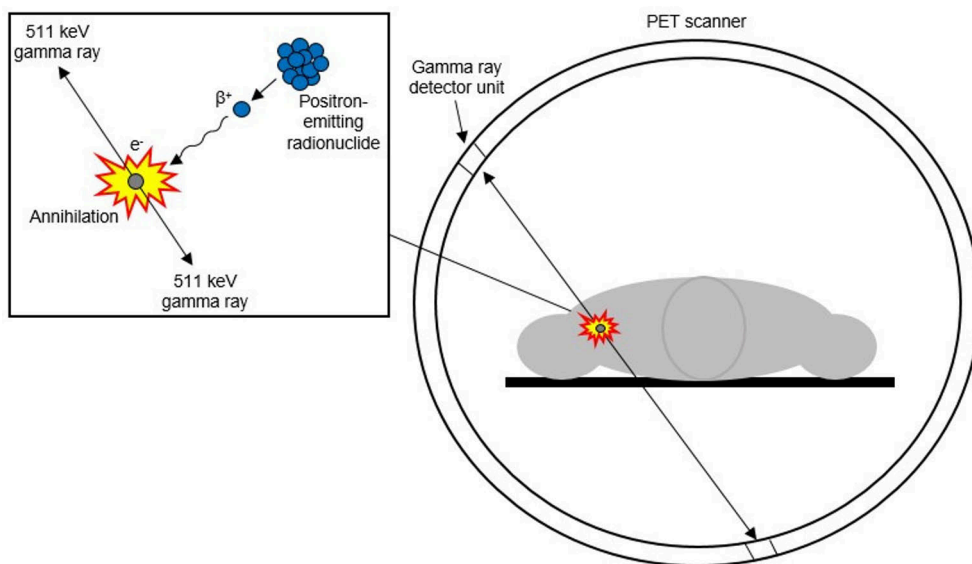 511 keV
gamma ray
β+
Positron-
emitting
radionuclide
e-
Annihilation
511 keV
gamma ray
PET scanner
Gamma ray
detector unit